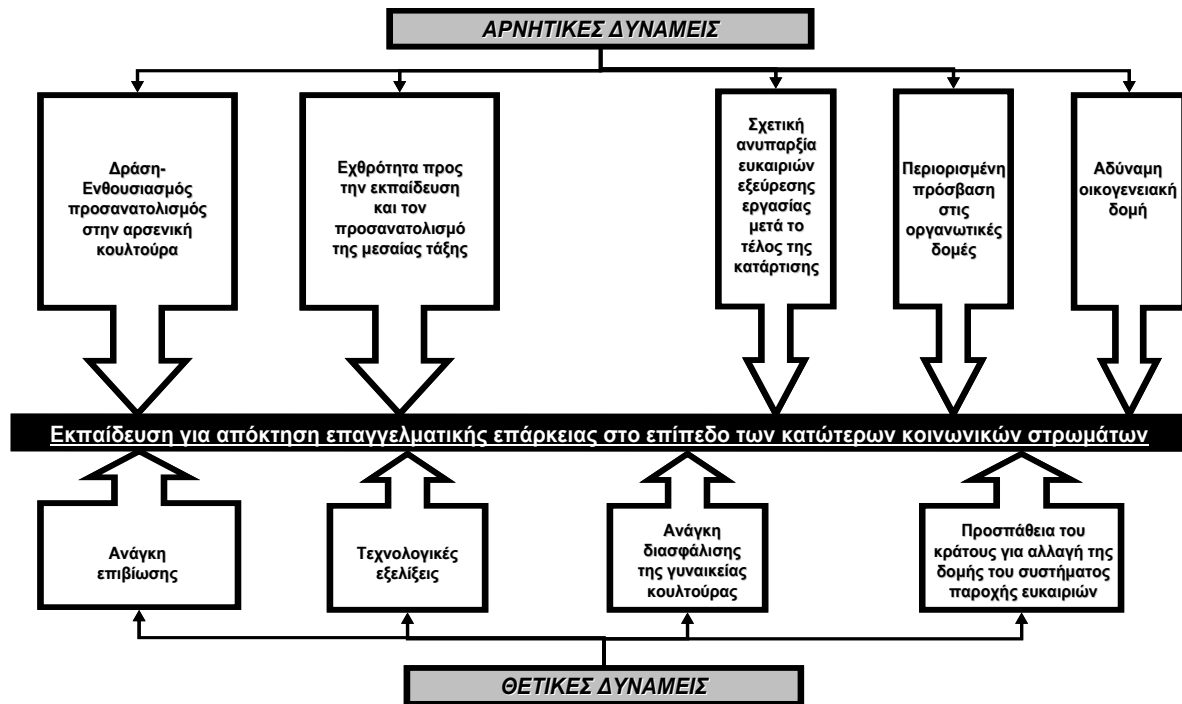 ΑΡΝΗΤΙΚΕΣ ΔΥΝΑΜΕΙΣ
Δράση-
Ενθουσιασμός
προσανατολισμός
στην αρσενική
κουλτούρα
Εχθρότητα προς
την εκπαίδευση
και τον
προσανατολισμό
της μεσαίας τάξης
Σχετική
ανυπαρξία
ευκαιριών
εξεύρεσης
εργασίας
μετά το
τέλος της
κατάρτισης
Περιορισμένη
πρόσβαση
στις
οργανωτικές
δομές
Αδύναμη
οικογενειακή
δομή
Εκπαίδευση για απόκτηση επαγγελματικής επάρκειας στο επίπεδο των κατώτερων κοινωνικών στρωμάτων
Ανάγκη
επιβίωσης
Τεχνολογικές
εξελίξεις
Ανάγκη
διασφάλισης
της γυναικείας
κουλτούρας
Προσπάθεια του
κράτους για αλλαγή της
δομής του συστήματος
παροχής ευκαιριών
ΘΕΤΙΚΕΣ ΔΥΝΑΜΕΙΣ